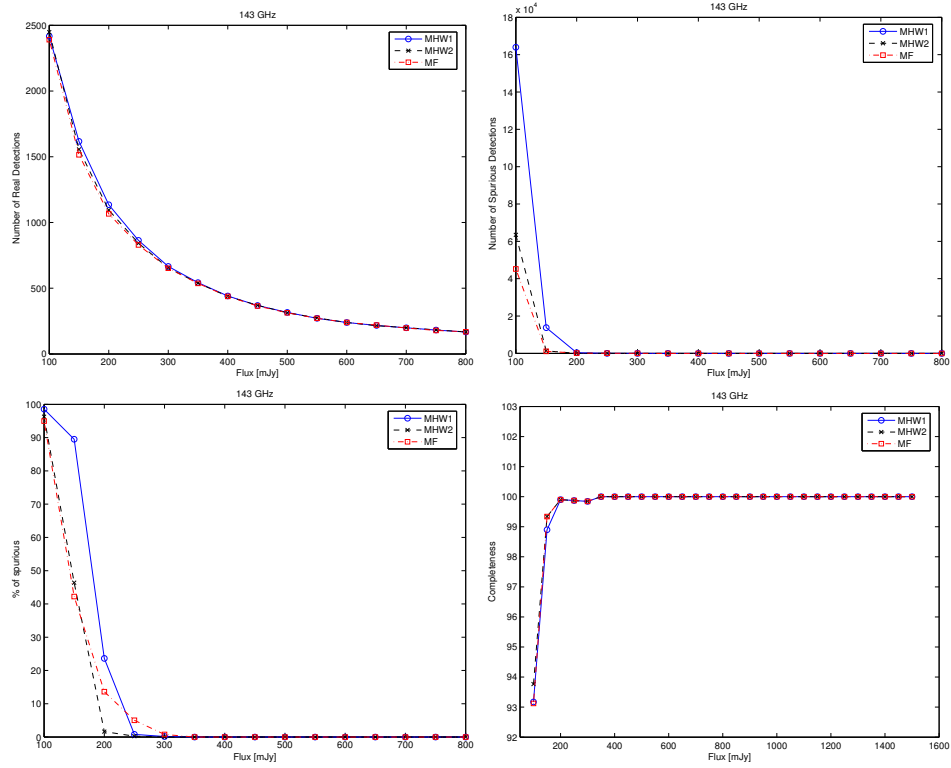 143 GHz
2500
2000
1500
1000
500
0
Number of Real Detections
MHW1
MHW2
MF
100 200 300 400 500 600 700 800
Flux [mJy]
143 GHz
x 10^4
18
16
14
12
10
8
6
4
2
0
Number of Spurious Detections
MHW1
MHW2
MF
100 200 300 400 500 600 700 800
Flux [mJy]
143 GHz
100
90
80
70
60
50
40
30
20
10
0
% of spurious
MHW1
MHW2
MF
100 200 300 400 500 600 700 800
Flux [mJy]
143 GHz
103
102
101
100
99
98
97
96
95
94
93
92
Completeness
MHW1
MHW2
MF
200 400 600 800 1000 1200 1400 1600
Flux [mJy]